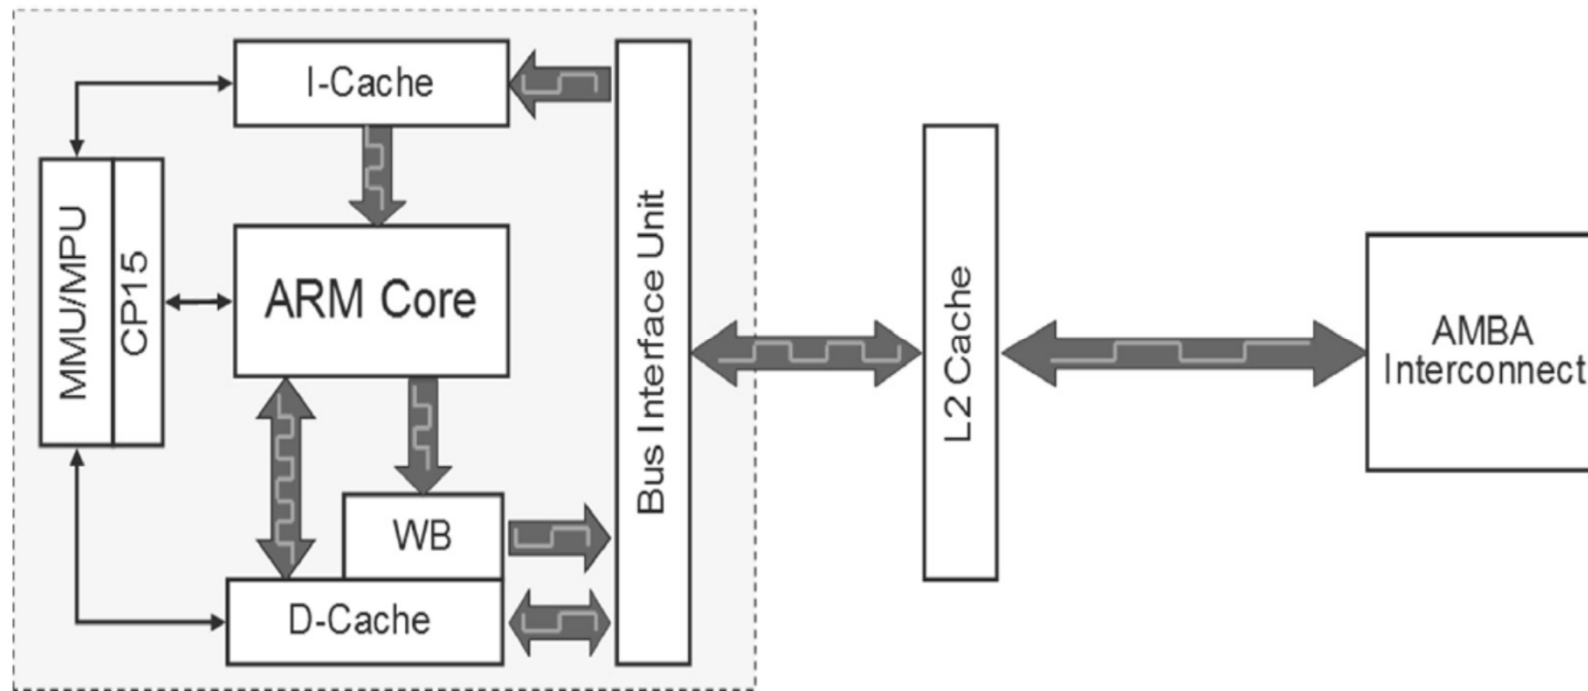 I-Cache
MMU/MPU
CP15
ARM Core
WB
D-Cache
Bus Interface Unit
L2 Cache
AMBA
Interconnect